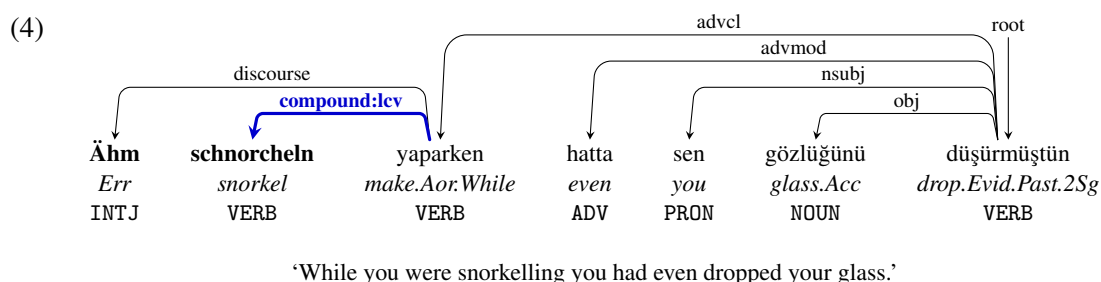 (4)
advcl root
advmod
discourse nsubj
compound:lcv obj
Ähm schnorcheln yaparken hatta sen gözlüğünü düşürmüştün
Err snorkel make.Aor.While even you glass.Acc drop.Evid.Past.2Sg
INTJ VERB VERB ADV PRON NOUN VERB
‘While you were snorkelling you had even dropped your glass.’